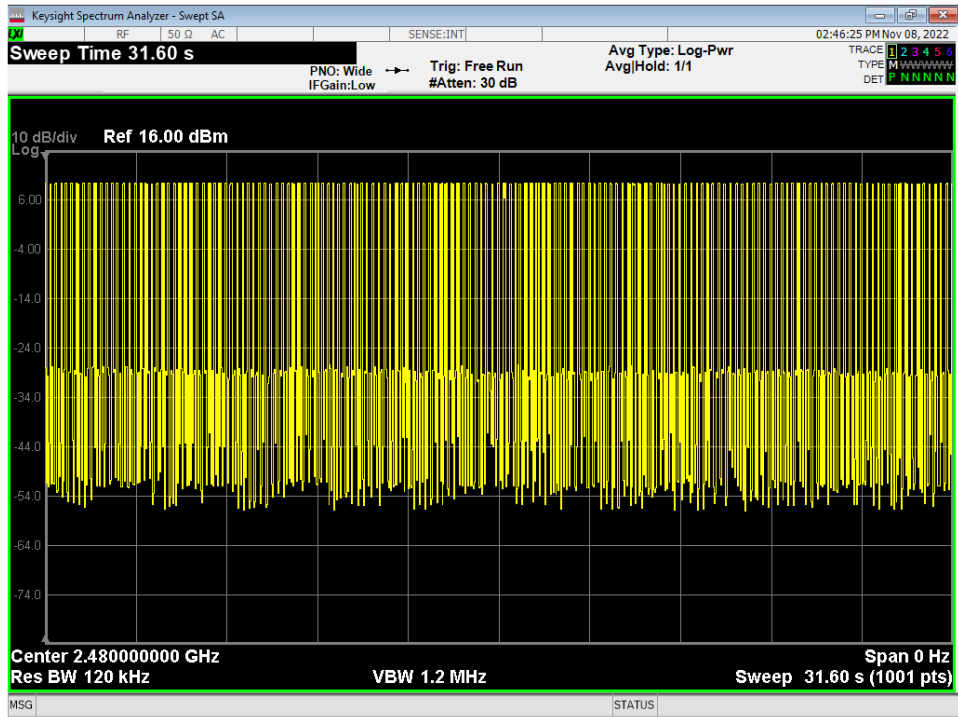 Keysight Spectrum Analyzer - Swept SA
LXI RF 50 Ω AC SENSE:INT 02:46:25 PM Nov 08, 2022
Sweep Time 31.60 s
PNO: Wide
IFGain:Low
Trig: Free Run
#Atten: 30 dB
Avg Type: Log-Pwr
Avg|Hold: 1/1
TRACE 1 2 3 4 5 6
TYPE M WWWWW
DET P N N N N N
10 dB/div Ref 16.00 dBm
Log
6.00
-4.00
-14.0
-24.0
-34.0
-44.0
-54.0
-64.0
-74.0
Center 2.480000000 GHz Span 0 Hz
Res BW 120 kHz VBW 1.2 MHz Sweep 31.60 s (1001 pts)
MSG STATUS